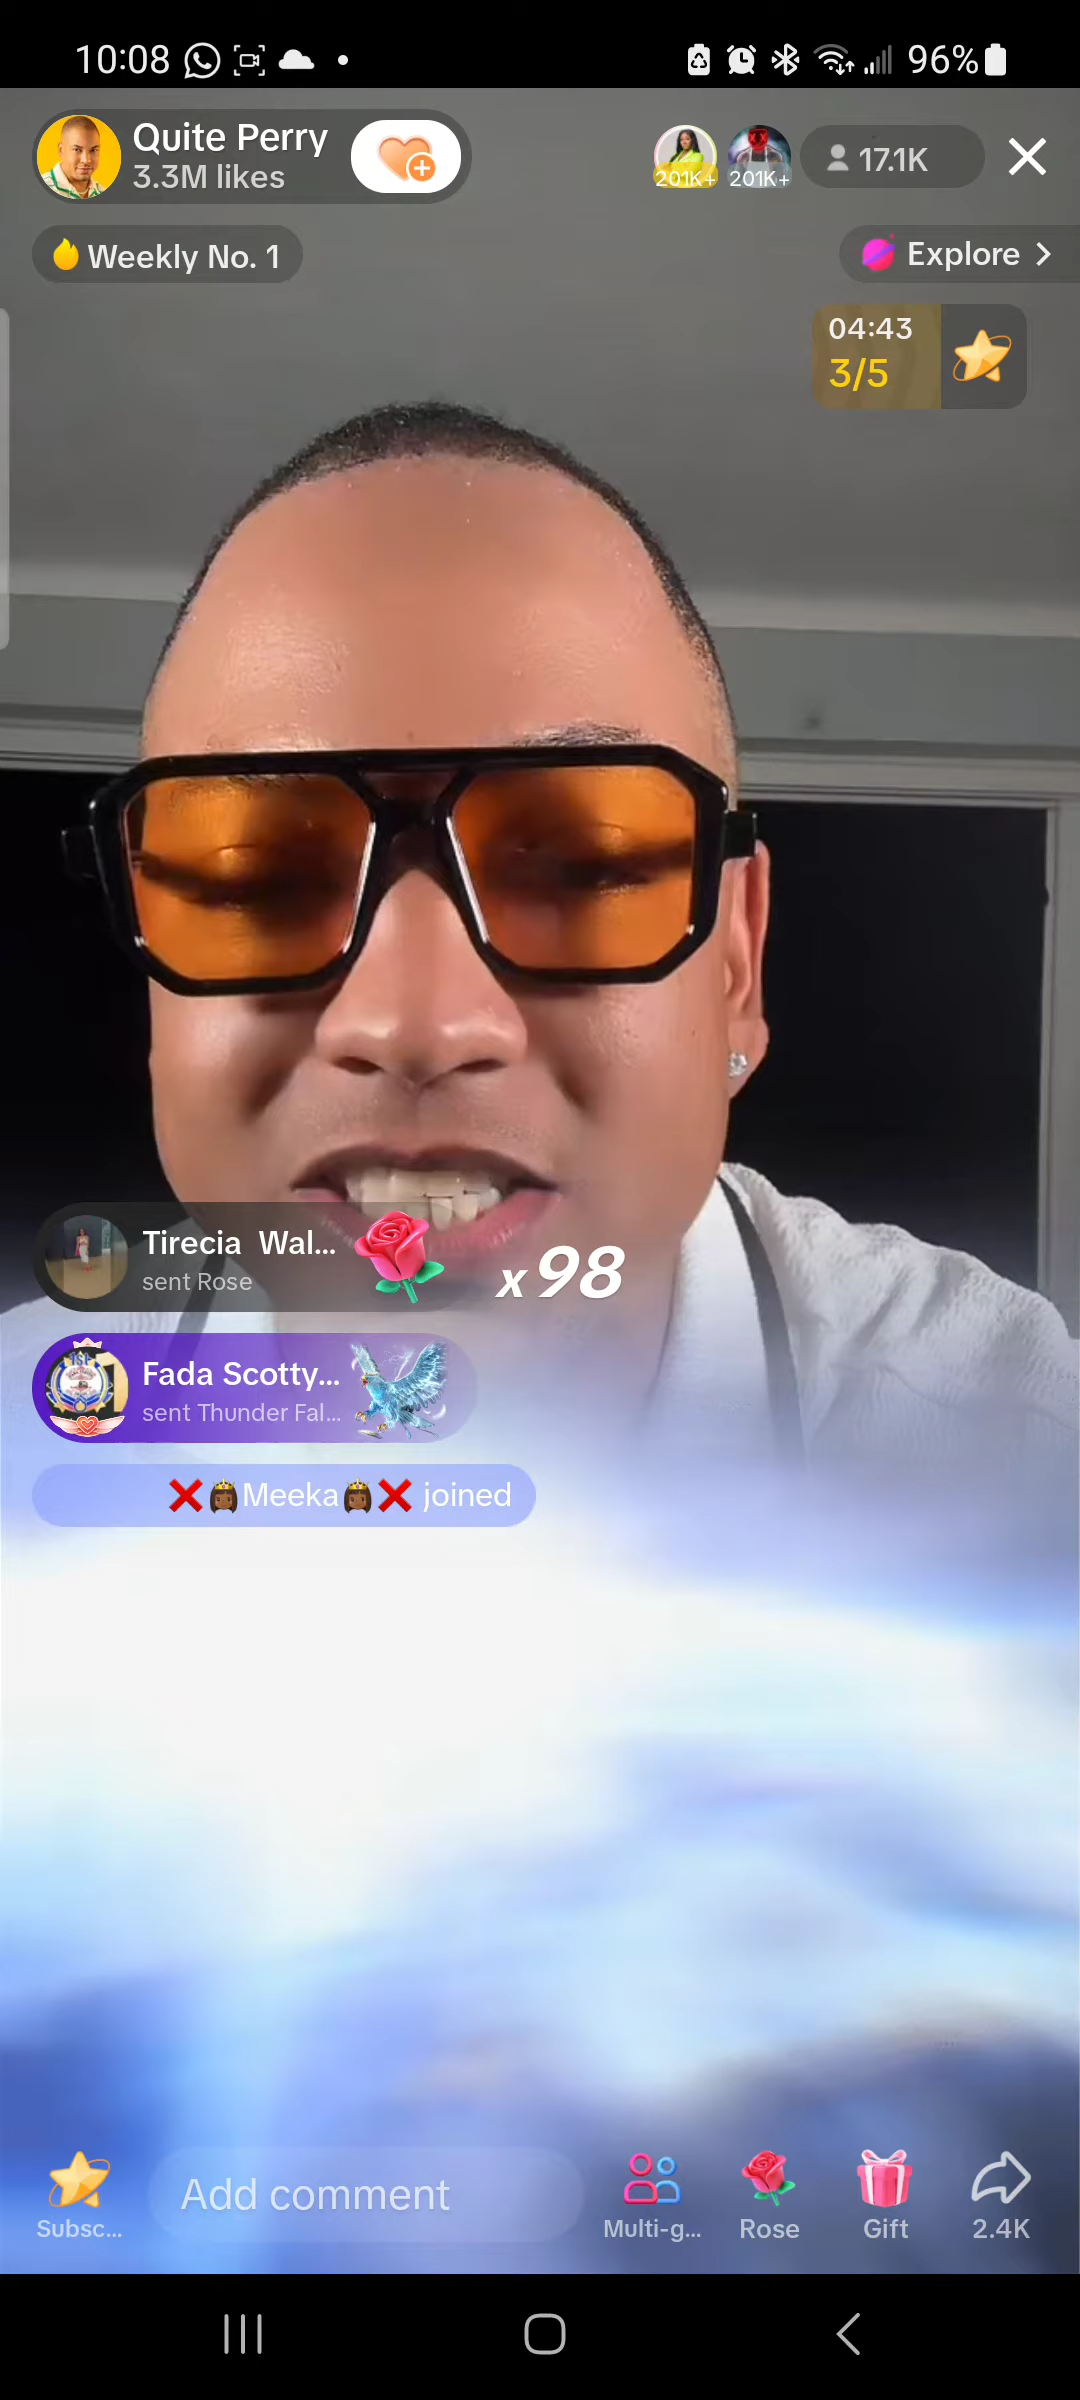 10:08
96%
Quite Perry
3.3M likes
201K+
201K+
17.1K
Weekly No. 1
Explore
04:43
3/5
Tirecia Wal...
sent Rose
x98
Fada Scotty...
sent Thunder Fal...
❌👸🏾Meeka👸🏾❌ joined
Subsc...
Add comment
Multi-g...
Rose
Gift
2.4K